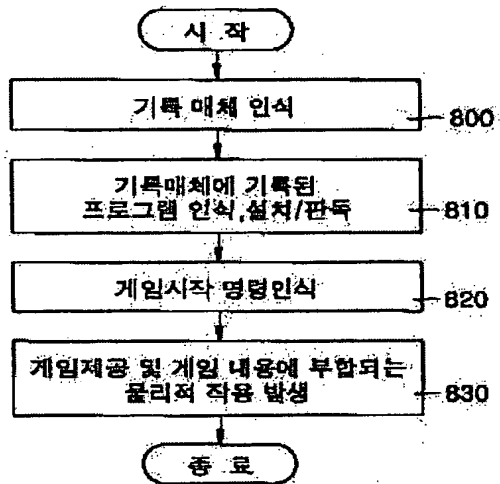 시 작
기록 매체 인식
800
기록매체에 기록된
프로그램 인식,설치/판독
810
게임시작 명령인식
820
게임제공 및 게임 내용에 부합되는
물리적 작용 발생
830
종 료